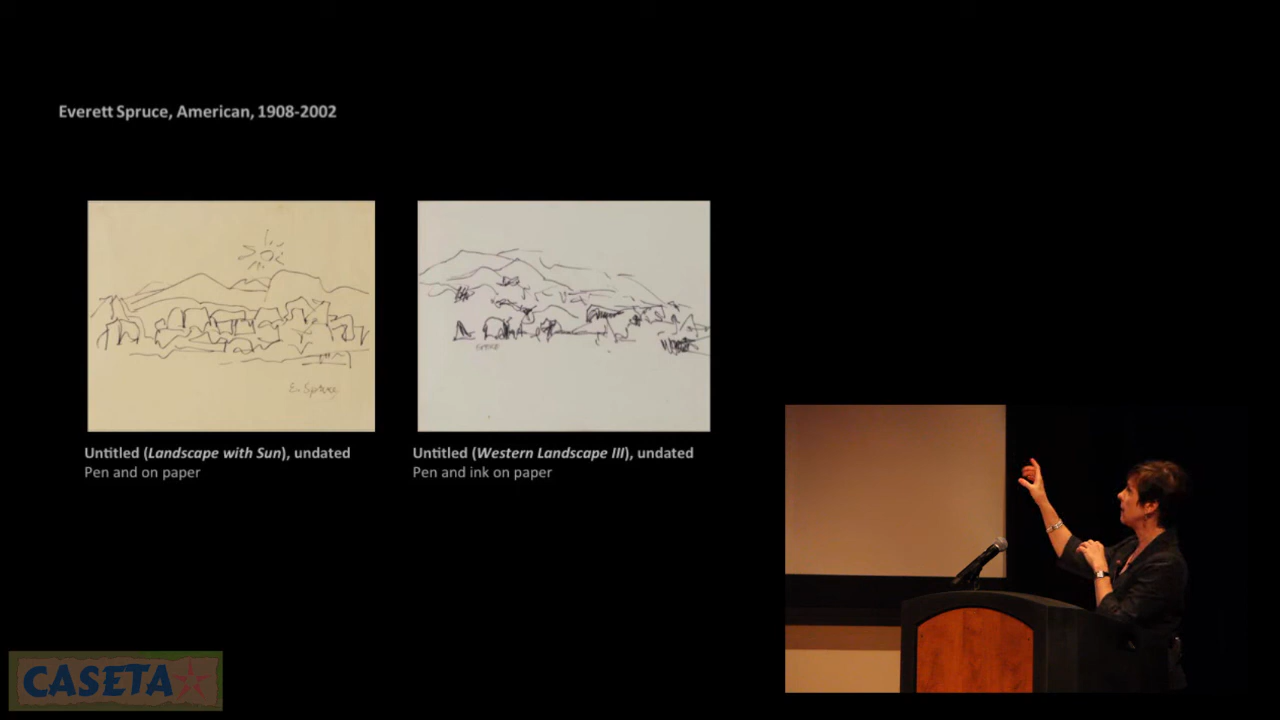 Everett Spruce, American, 1908-2002
E. Spruce
Untitled (Landscape with Sun), undated
Pen and on paper
Untitled (Western Landscape III), undated
Pen and ink on paper
CASETA